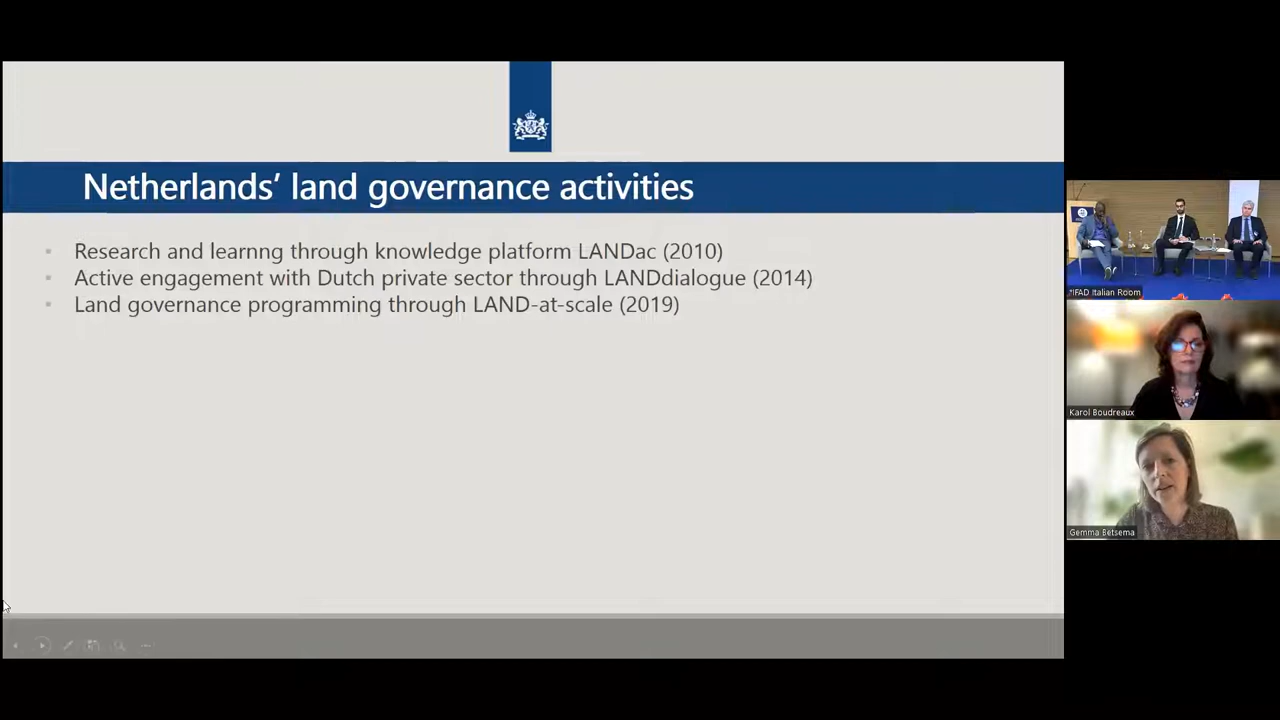 Netherlands' land governance activities
Research and learnng through knowledge platform LANDac (2010)
Active engagement with Dutch private sector through LANDdialogue (2014)
Land governance programming through LAND-at-scale (2019)
*IFAD Italian Room
Karol Boudreaux
Gemma Betsema